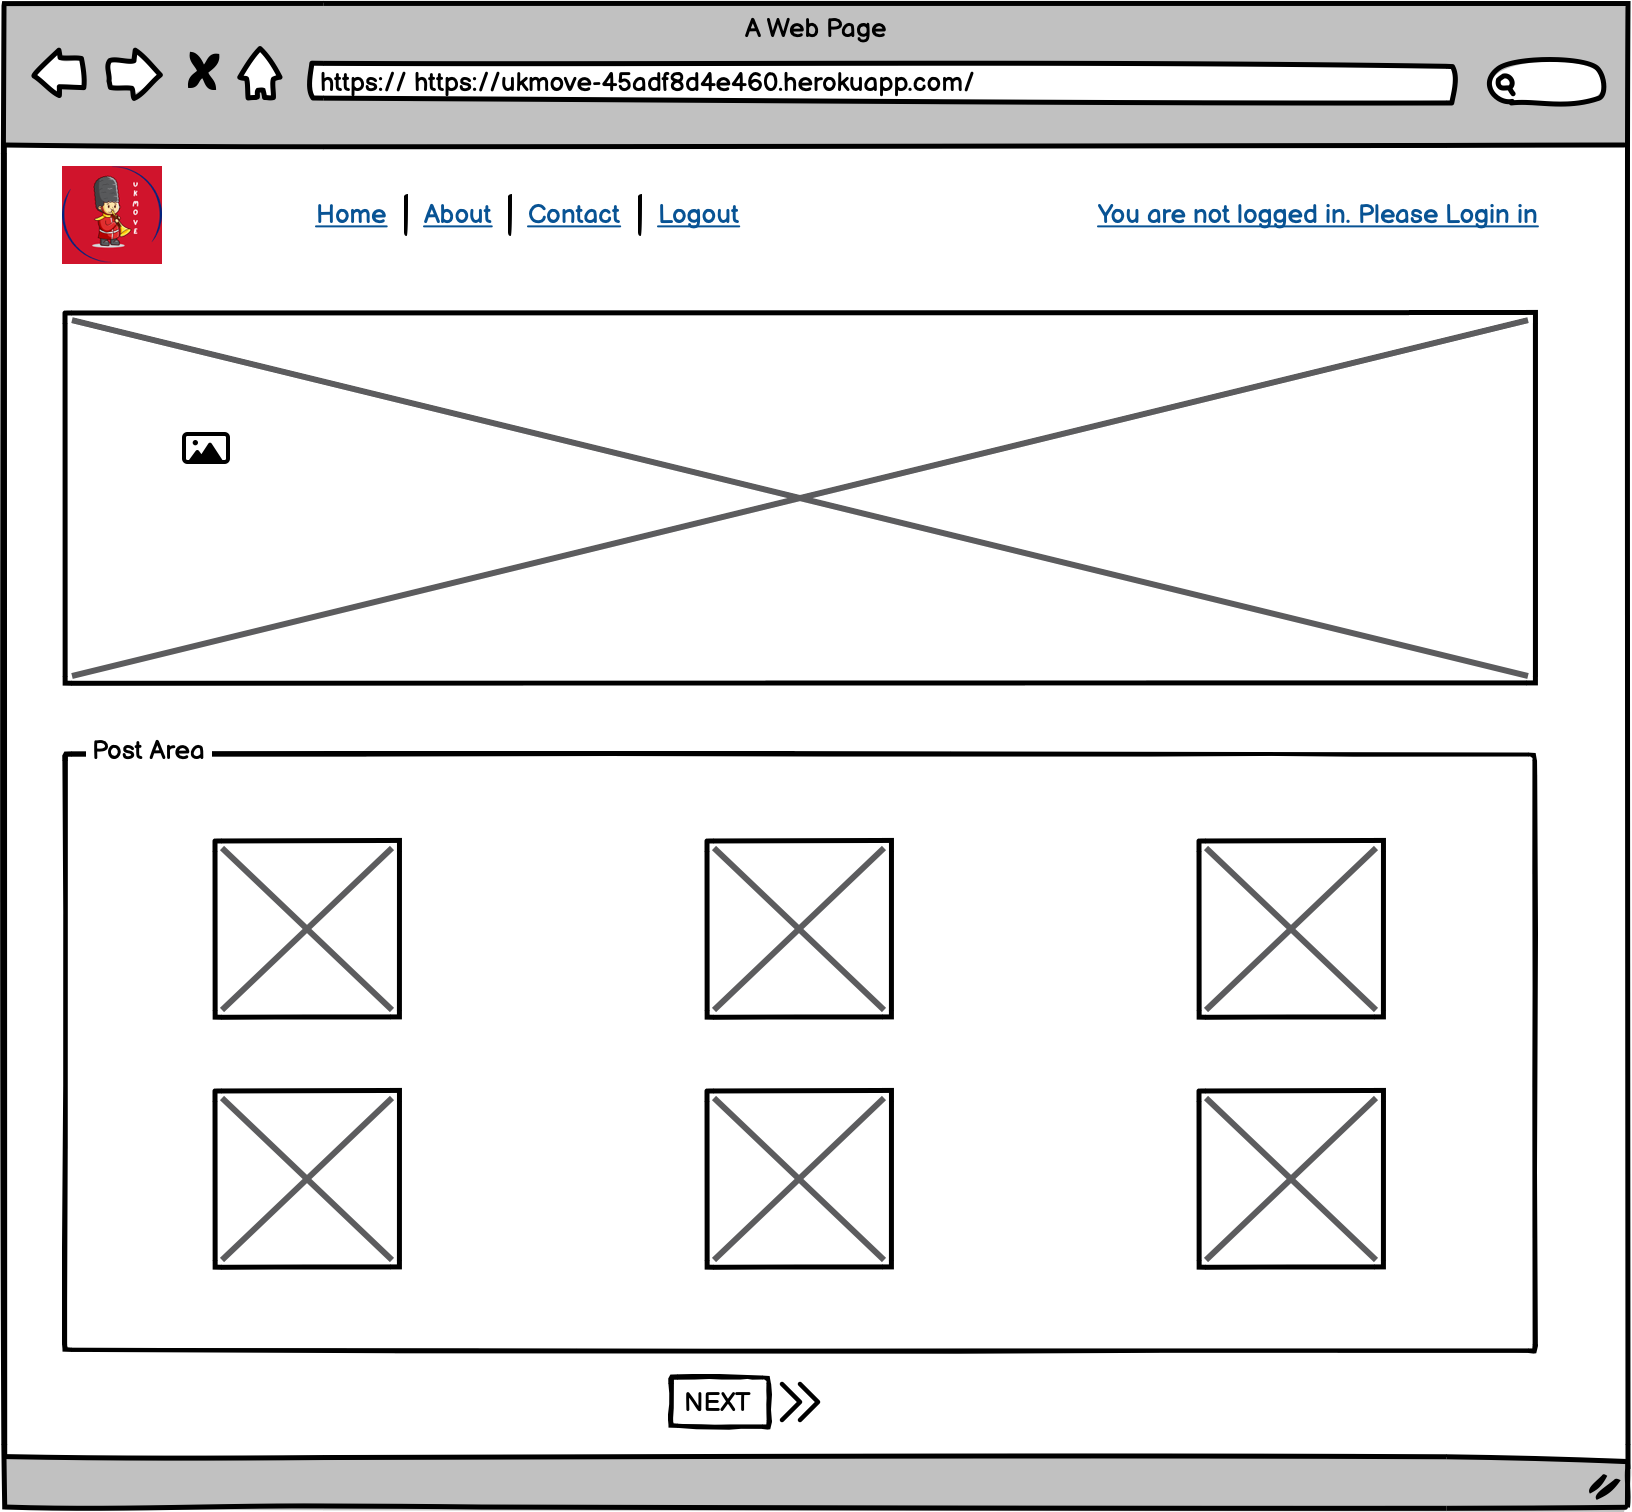 A Web Page
https:// https://ukmove-45adf8d4e460.herokuapp.com/
UKMOVE
Home
About
Contact
Logout
You are not logged in. Please Login in
Post Area
NEXT